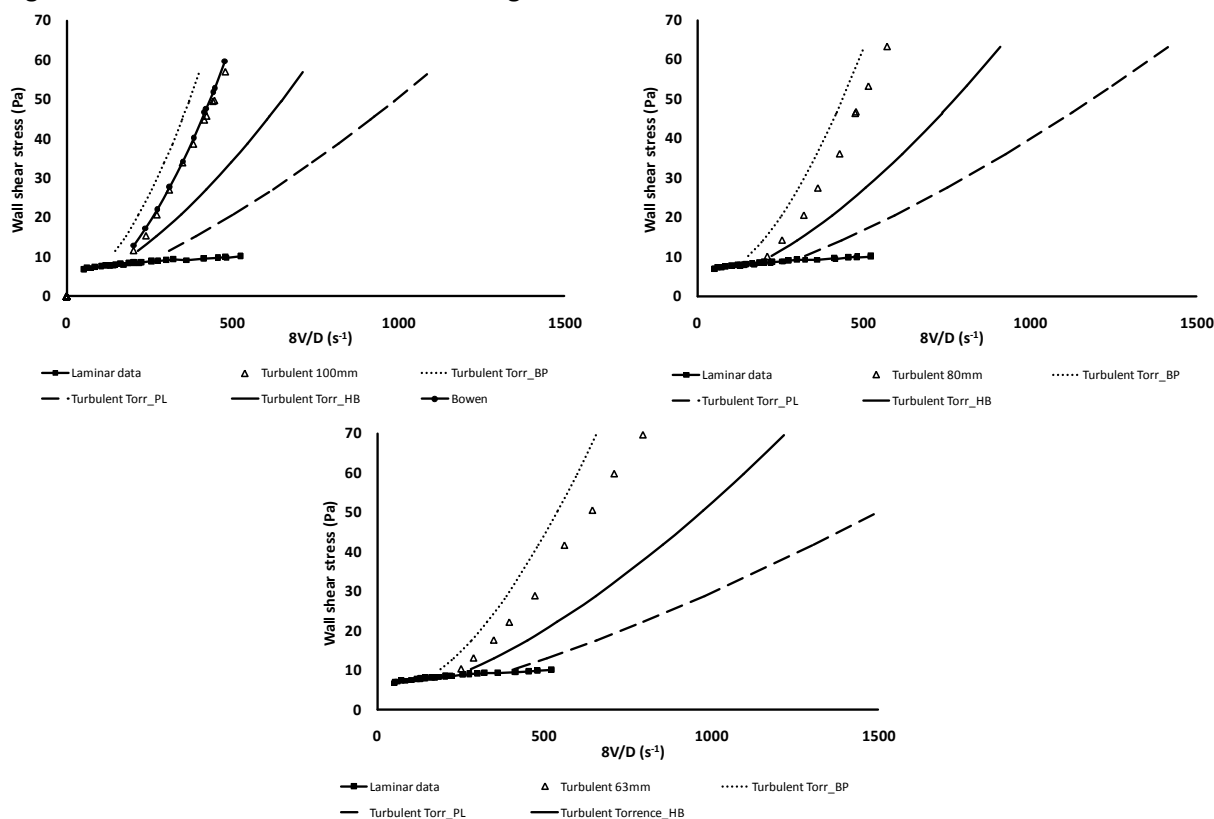 70
60
50
40
30
20
10
0
Wall shear stress (Pa)
0 500 1000 1500
8V/D (s⁻¹)
Laminar data Turbulent 100mm Turbulent Torr_BP
Turbulent Torr_PL Turbulent Torr_HB Bowen
70
60
50
40
30
20
10
0
Wall shear stress (Pa)
0 500 1000 1500
8V/D (s⁻¹)
Laminar data Turbulent 80mm Turbulent Torr_BP
Turbulent Torr_PL Turbulent Torr_HB
70
60
50
40
30
20
10
0
Wall shear stress (Pa)
0 500 1000 1500
8V/D (s⁻¹)
Laminar data Turbulent 63mm Turbulent Torr_BP
Turbulent Torr_PL Turbulent Torrence_HB